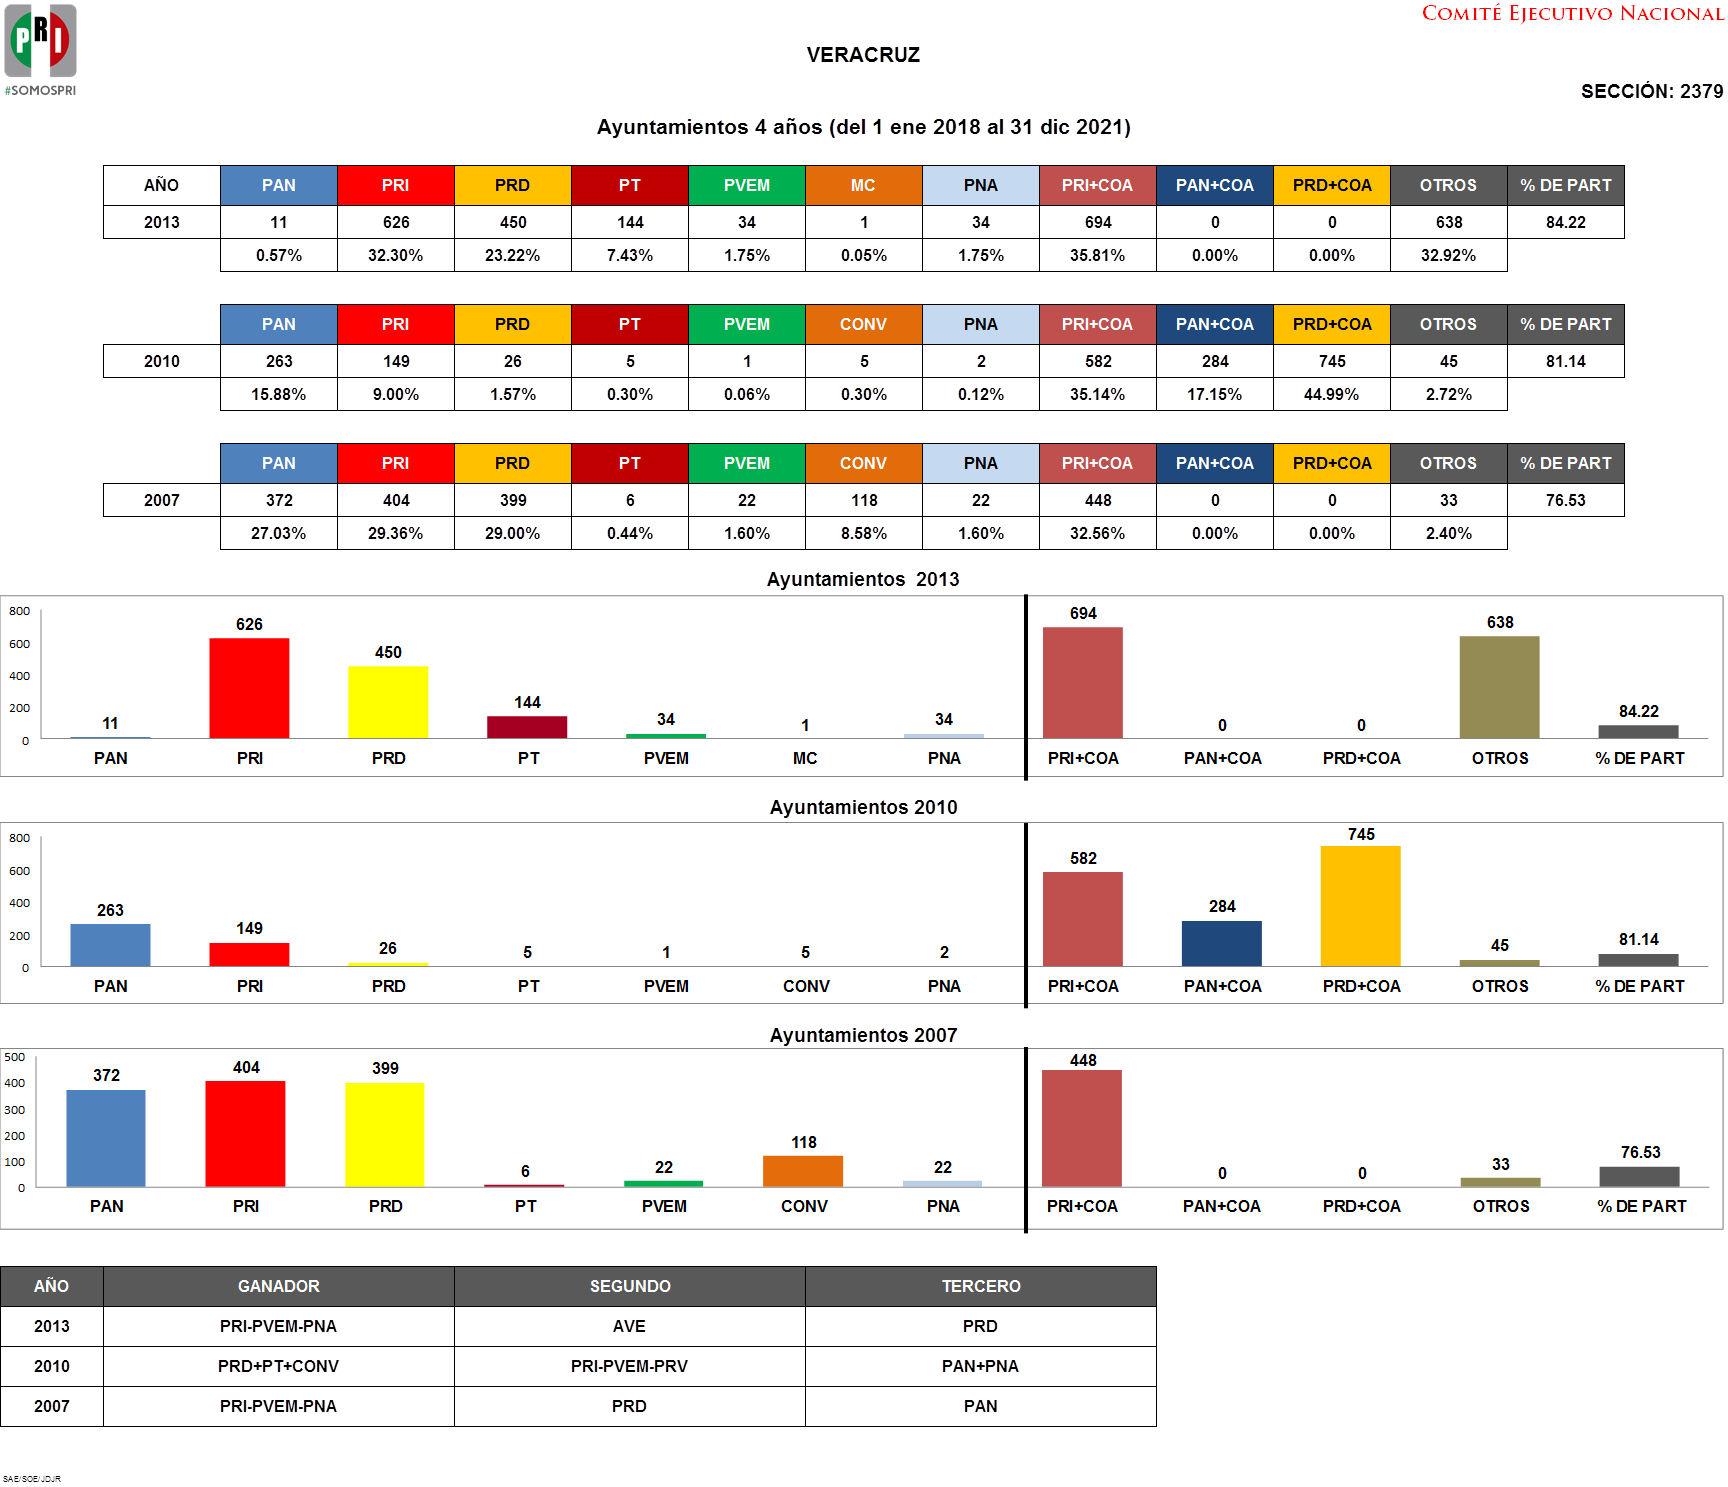 PRI
#SOMOSPRI
COMITÉ EJECUTIVO NACIONAL
VERACRUZ
SECCIÓN: 2379
Ayuntamientos 4 años (del 1 ene 2018 al 31 dic 2021)
AÑO PAN PRI PRD PT PVEM MC PNA PRI+COA PAN+COA PRD+COA OTROS % DE PART
2013 11 626 450 144 34 1 34 694 0 0 638 84.22
0.57% 32.30% 23.22% 7.43% 1.75% 0.05% 1.75% 35.81% 0.00% 0.00% 32.92%
PAN PRI PRD PT PVEM CONV PNA PRI+COA PAN+COA PRD+COA OTROS % DE PART
2010 263 149 26 5 1 5 2 582 284 745 45 81.14
15.88% 9.00% 1.57% 0.30% 0.06% 0.30% 0.12% 35.14% 17.15% 44.99% 2.72%
PAN PRI PRD PT PVEM CONV PNA PRI+COA PAN+COA PRD+COA OTROS % DE PART
2007 372 404 399 6 22 118 22 448 0 0 33 76.53
27.03% 29.36% 29.00% 0.44% 1.60% 8.58% 1.60% 32.56% 0.00% 0.00% 2.40%
Ayuntamientos 2013
800
600
400
200
0
11 626 450 144 34 1 34 694 0 0 638 84.22
PAN PRI PRD PT PVEM MC PNA PRI+COA PAN+COA PRD+COA OTROS % DE PART
Ayuntamientos 2010
800
600
400
200
0
263 149 26 5 1 5 2 582 284 745 45 81.14
PAN PRI PRD PT PVEM CONV PNA PRI+COA PAN+COA PRD+COA OTROS % DE PART
Ayuntamientos 2007
500
400
300
200
100
0
372 404 399 6 22 118 22 448 0 0 33 76.53
PAN PRI PRD PT PVEM CONV PNA PRI+COA PAN+COA PRD+COA OTROS % DE PART
AÑO GANADOR SEGUNDO TERCERO
2013 PRI-PVEM-PNA AVE PRD
2010 PRD+PT+CONV PRI-PVEM-PRV PAN+PNA
2007 PRI-PVEM-PNA PRD PAN
SAE/SOE/JDJR